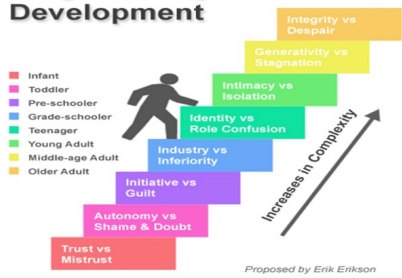 Development
Integrity vs
Despair
Generativity vs
Stagnation
Intimacy vs
Isolation
Identity vs
Role Confusion
Industry vs
Inferiority
Initiative vs
Guilt
Autonomy vs
Shame & Doubt
Trust vs
Mistrust
Infant
Toddler
Pre-schooler
Grade-schooler
Teenager
Young Adult
Middle-age Adult
Older Adult
Increases in Complexity
Proposed by Erik Erikson